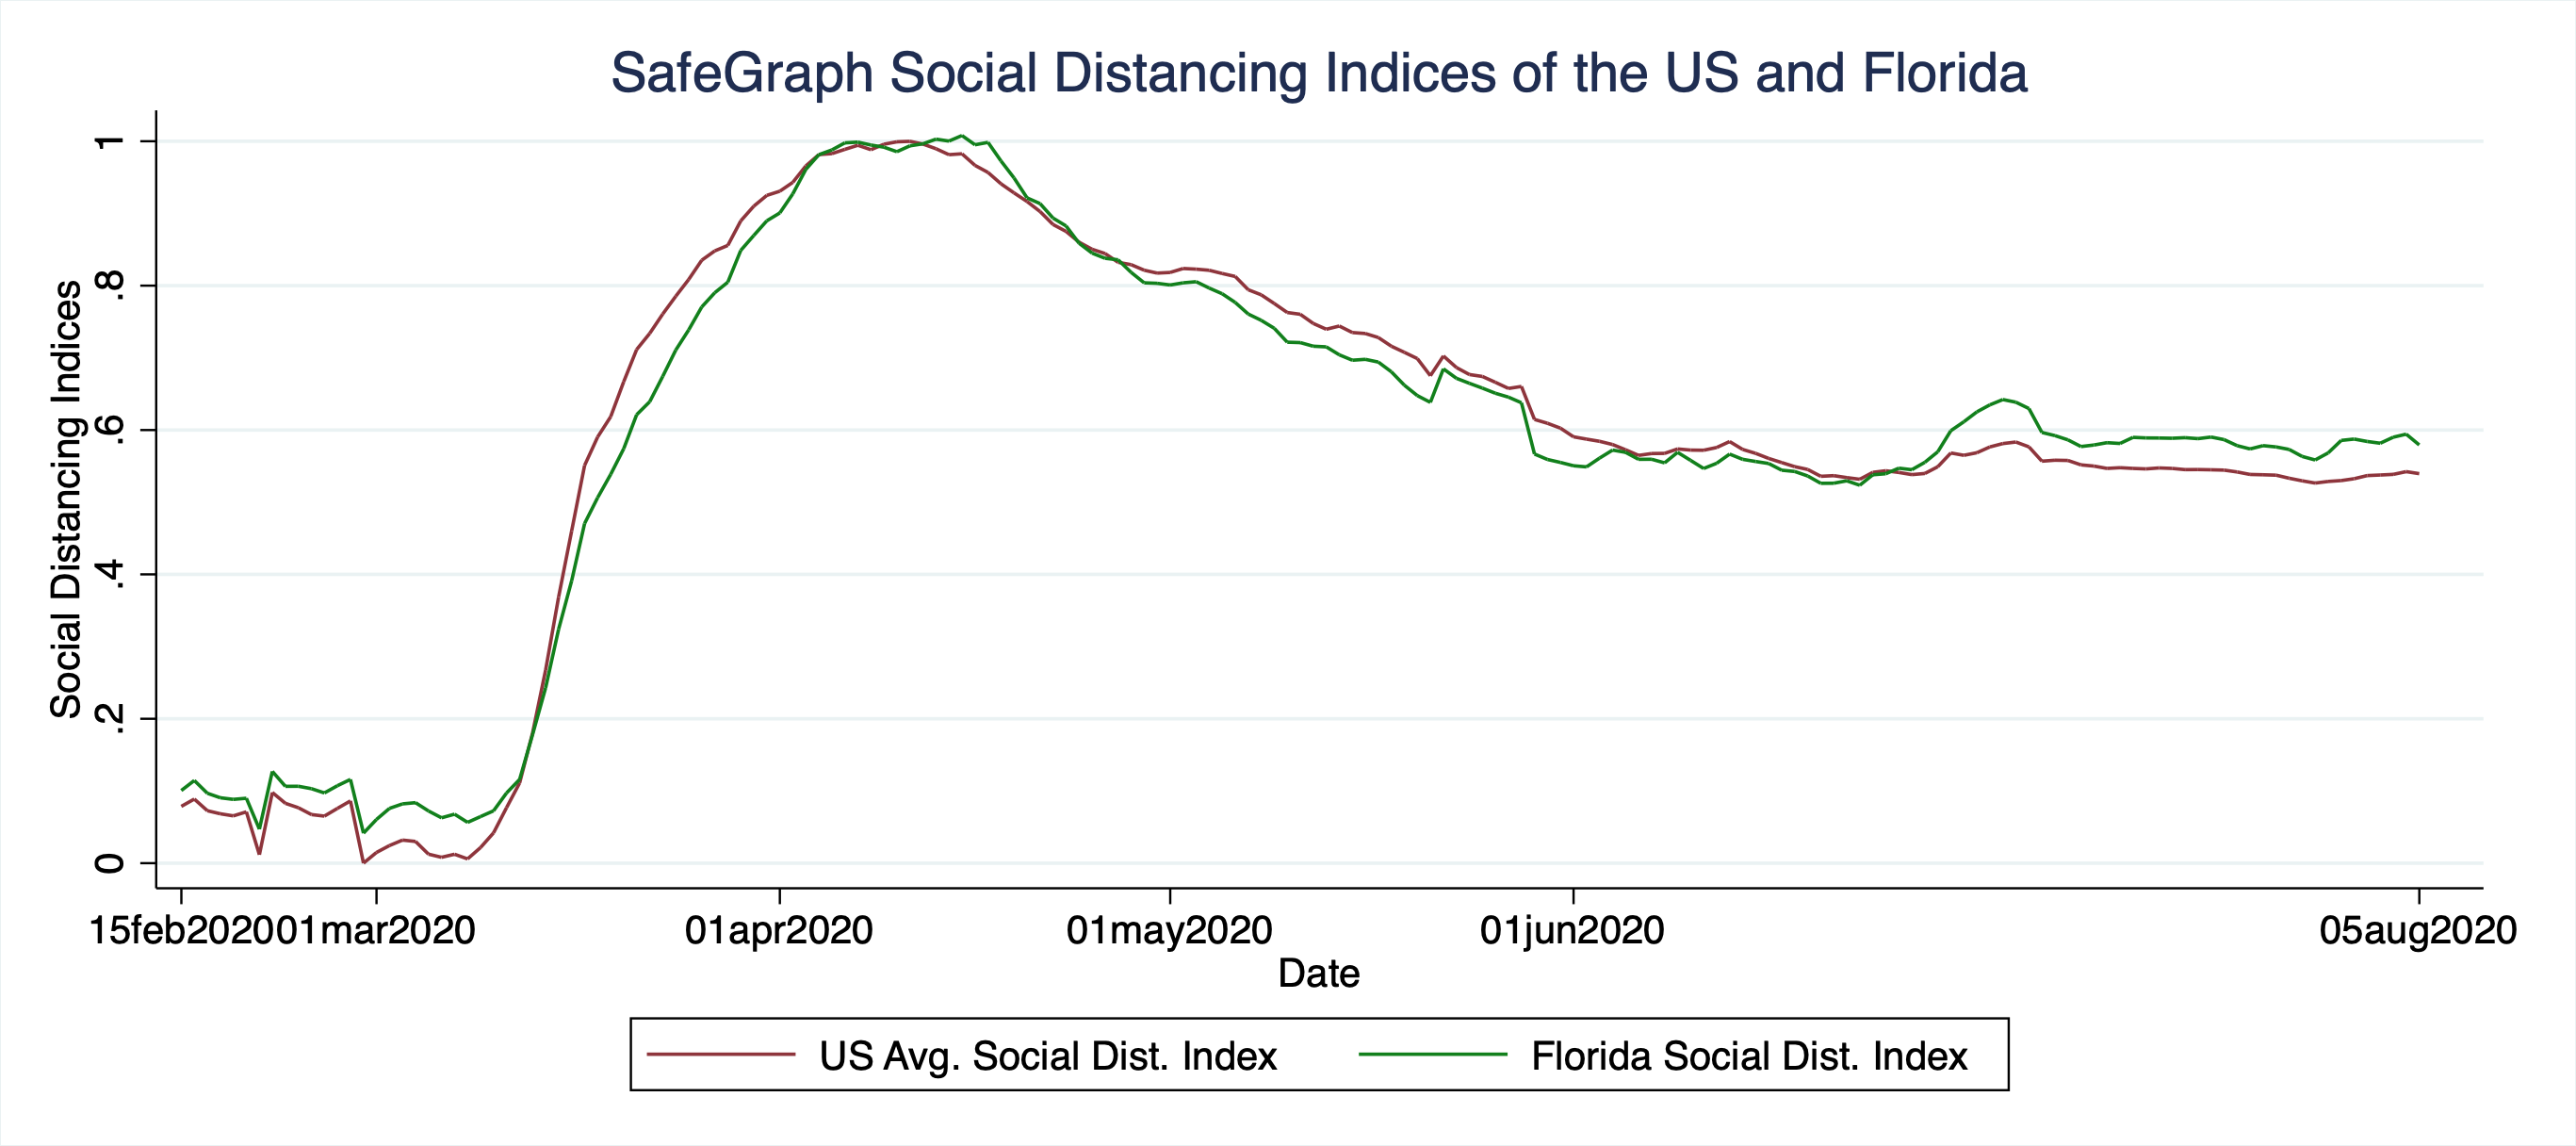 SafeGraph Social Distancing Indices of the US and Florida
Social Distancing Indices
1
.8
.6
.4
.2
0
15feb2020
01mar2020
01apr2020
01may2020
01jun2020
05aug2020
Date
US Avg. Social Dist. Index
Florida Social Dist. Index